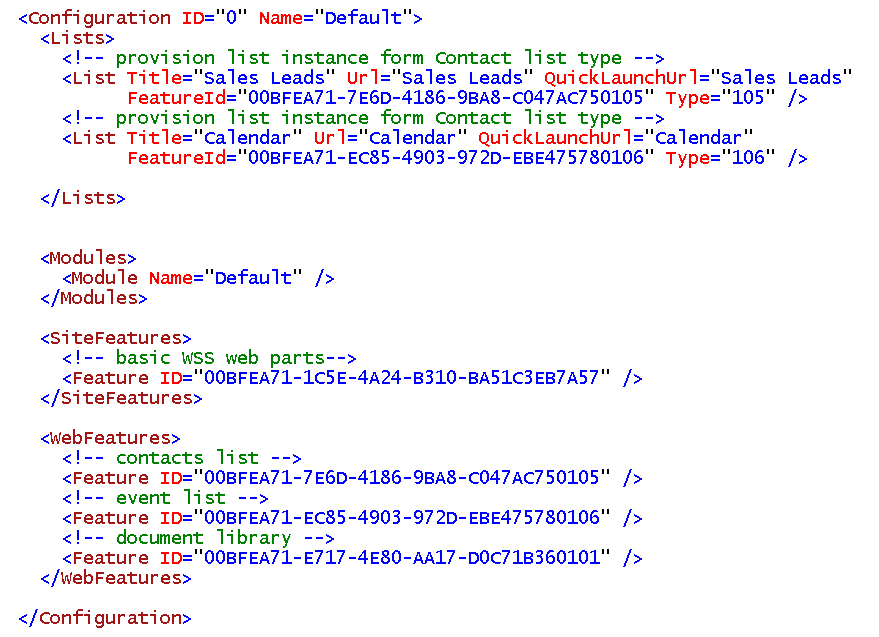 <Configuration ID="0" Name="Default">
<Lists>
<!-- provision list instance form Contact list type -->
<List Title="Sales Leads" Url="Sales Leads" QuickLaunchUrl="Sales Leads"
FeatureId="00BFEA71-7E6D-4186-9BA8-C047AC750105" Type="105" />
<!-- provision list instance form Contact list type -->
<List Title="Calendar" Url="Calendar" QuickLaunchUrl="Calendar"
FeatureId="00BFEA71-EC85-4903-972D-EBE475780106" Type="106" />
</Lists>
<Modules>
<Module Name="Default" />
</Modules>
<SiteFeatures>
<!-- basic WSS web parts-->
<Feature ID="00BFEA71-1C5E-4A24-B310-BA51C3EB7A57" />
</SiteFeatures>
<WebFeatures>
<!-- contacts list -->
<Feature ID="00BFEA71-7E6D-4186-9BA8-C047AC750105" />
<!-- event list -->
<Feature ID="00BFEA71-EC85-4903-972D-EBE475780106" />
<!-- document library -->
<Feature ID="00BFEA71-E717-4E80-AA17-D0C71B360101" />
</WebFeatures>
</Configuration>